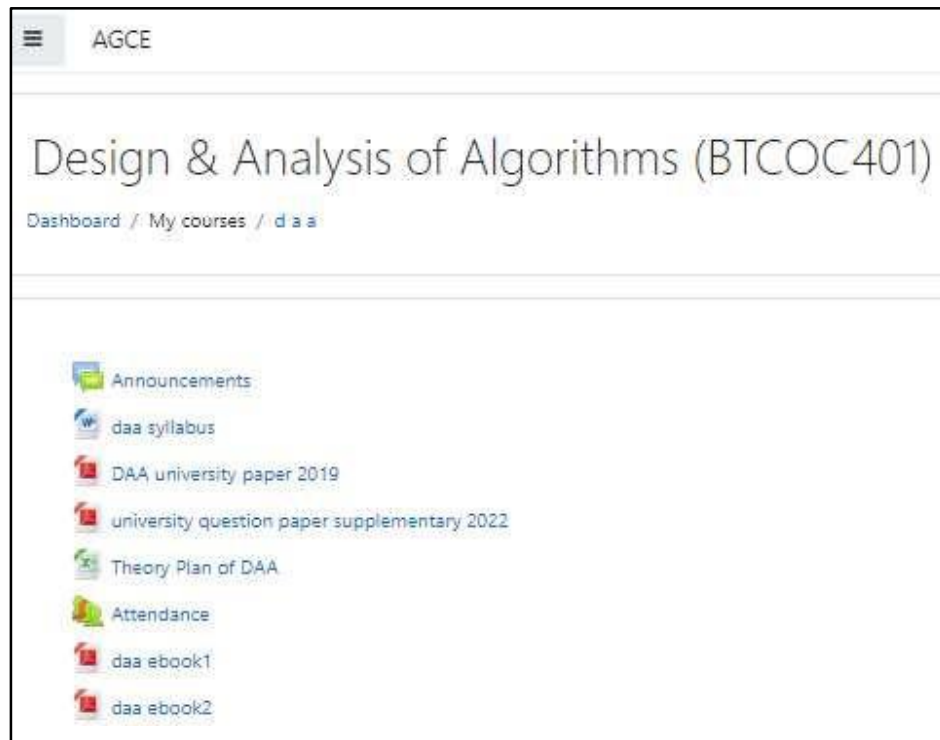 AGCE
Design & Analysis of Algorithms (BTCOC401)
Dashboard / My courses / d a a
Announcements
daa syllabus
DAA university paper 2019
university question paper supplementary 2022
Theory Plan of DAA
Attendance
daa ebook1
daa ebook2